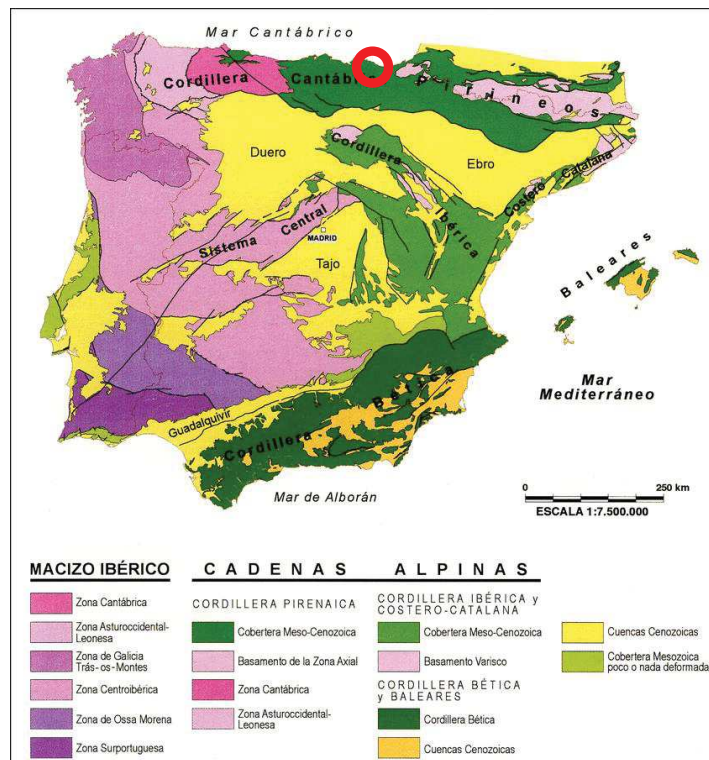 Mar Cantábrico
Cordillera Cantábrica Pirineos
Duero
Cordillera Ibérica
Ebro
Costero Catalana
Sistema Central
MADRID
Tajo
Baleares
Mar
Mediterráneo
Guadalquivir
Cordillera Bética
Mar de Alborán
0 250 km
ESCALA 1:7.500.000
MACIZO IBÉRICO
Zona Cantábrica
Zona Asturoccidental-
Leonesa
Zona de Galicia
Trás-os-Montes
Zona Centroibérica
Zona de Ossa Morena
Zona Surportuguesa
CADENAS ALPINAS
CORDILLERA PIRENAICA
Cobertera Meso-Cenozoica
Basamento de la Zona Axial
Zona Cantábrica
Zona Asturoccidental-
Leonesa
CORDILLERA IBÉRICA y
COSTERO-CATALANA
Cobertera Meso-Cenozoica
Basamento Varisco
CORDILLERA BÉTICA
y BALEARES
Cordillera Bética
Cuencas Cenozoicas
Cuencas Cenozoicas
Cobertera Mesozoica
poco o nada deformada